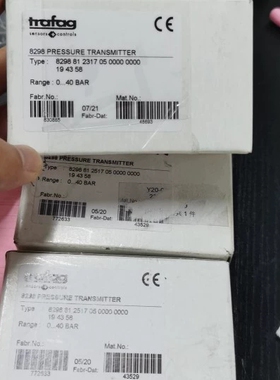 trafag
sensors controls
CE
8298 PRESSURE TRANSMITTER
Type : 8298 81 2317 05 0000 0000
19 43 58
Range : 0...40 BAR
Fabr.No: Mat.No:
830885 07/21 48693
Fabr-Dat:
8298 PRESSURE TRANSMITTER
Type : 8298 81 2517 05 0000 0000
19 43 58
Range : 0...40 BAR
Fabr.No:
772633 05/20 43529
Fabr-Dat:
CE
8298 PRESSURE TRANSMITTER
Type : 8298 81 2517 05 0000 0000
19 43 58
Range : 0...40 BAR
05/20 43529
Fabr-Dat: